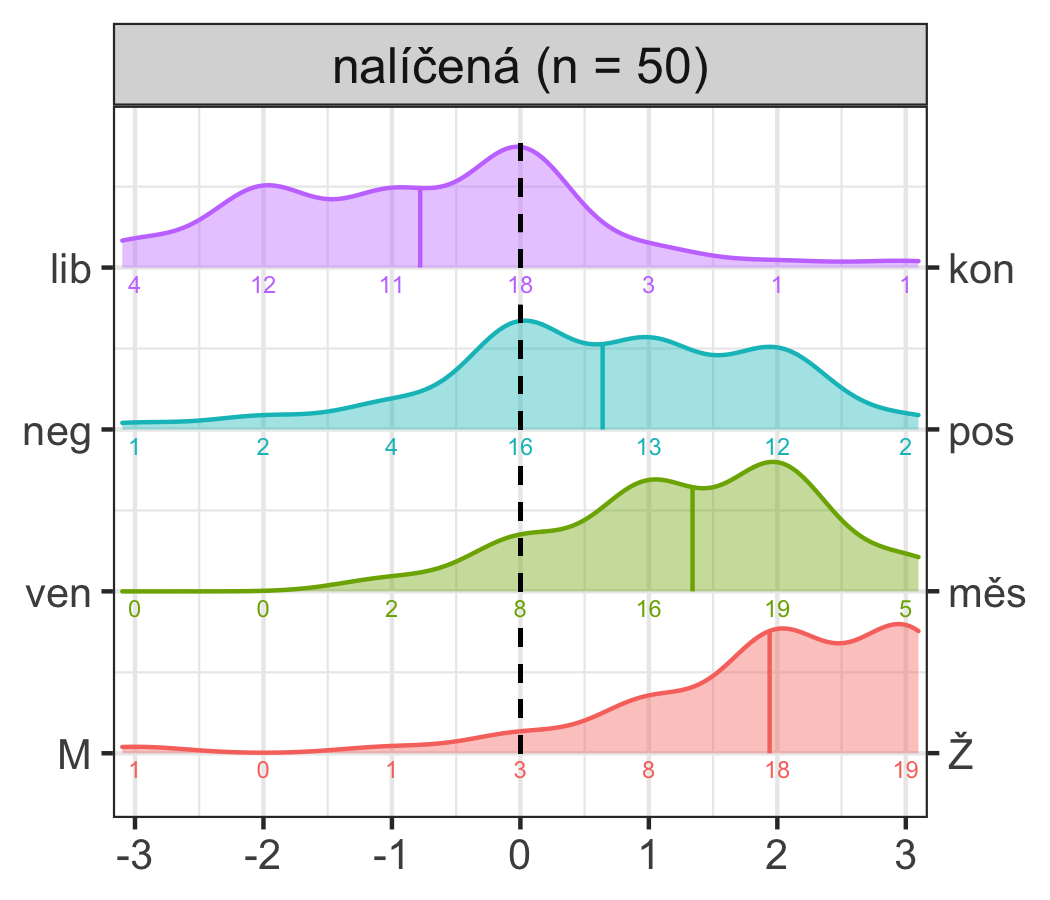 nalíčená (n = 50)
lib kon
4 12 11 18 3 1 1
neg pos
1 2 4 16 13 12 2
ven měs
0 0 2 8 16 19 5
M Ž
1 0 1 3 8 18 19
-3 -2 -1 0 1 2 3